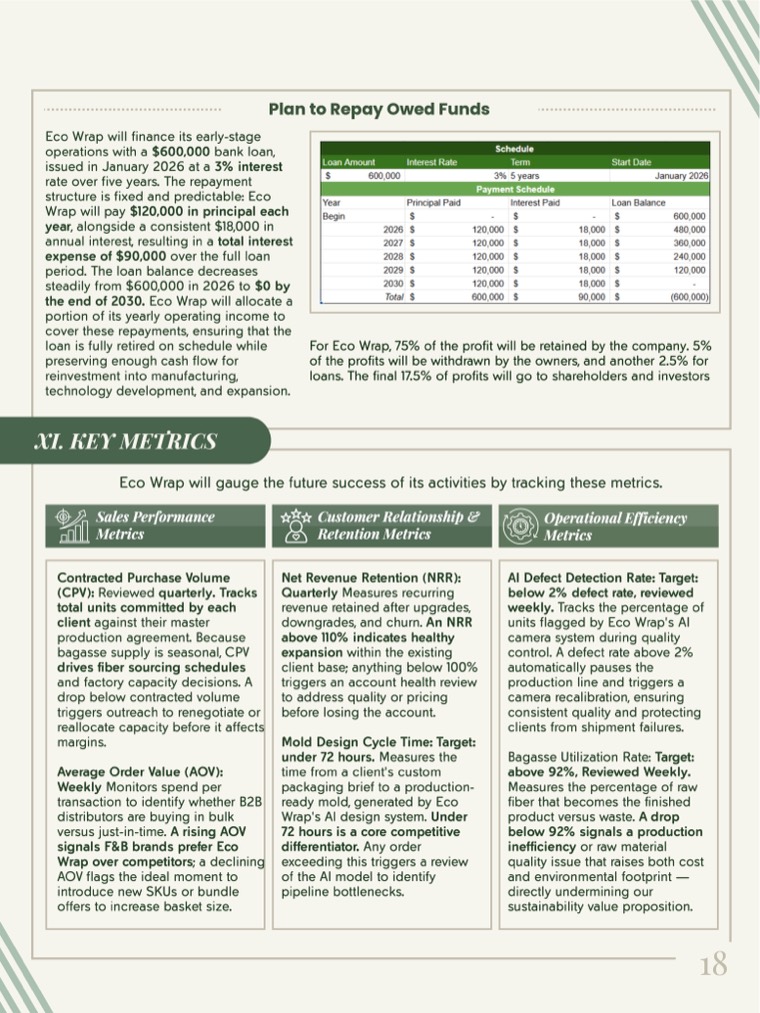 Plan to Repay Owed Funds
Eco Wrap will finance its early-stage
operations with a $600,000 bank loan,
issued in January 2026 at a 3% interest
rate over five years. The repayment
structure is fixed and predictable: Eco
Wrap will pay $120,000 in principal each
year, alongside a consistent $18,000 in
annual interest, resulting in a total interest
expense of $90,000 over the full loan
period. The loan balance decreases
steadily from $600,000 in 2026 to $0 by
the end of 2030. Eco Wrap will allocate a
portion of its yearly operating income to
cover these repayments, ensuring that the
loan is fully retired on schedule while
preserving enough cash flow for
reinvestment into manufacturing,
technology development, and expansion.
Schedule
Loan Amount Interest Rate Term Start Date
$ 600,000 3% 5 years January 2026
Payment Schedule
Year Principal Paid Interest Paid Loan Balance
Begin $ - $ - $ 600,000
2026 $ 120,000 $ 18,000 $ 480,000
2027 $ 120,000 $ 18,000 $ 360,000
2028 $ 120,000 $ 18,000 $ 240,000
2029 $ 120,000 $ 18,000 $ 120,000
2030 $ 120,000 $ 18,000 $ -
Total $ 600,000 $ 90,000 $ (600,000)
For Eco Wrap, 75% of the profit will be retained by the company. 5%
of the profits will be withdrawn by the owners, and another 2.5% for
loans. The final 17.5% of profits will go to shareholders and investors
XI. KEY METRICS
Eco Wrap will gauge the future success of its activities by tracking these metrics.
Sales Performance
Metrics
Contracted Purchase Volume
(CPV): Reviewed quarterly. Tracks
total units committed by each
client against their master
production agreement. Because
bagasse supply is seasonal, CPV
drives fiber sourcing schedules
and factory capacity decisions. A
drop below contracted volume
triggers outreach to renegotiate or
reallocate capacity before it affects
margins.
Average Order Value (AOV):
Weekly Monitors spend per
transaction to identify whether B2B
distributors are buying in bulk
versus just-in-time. A rising AOV
signals F&B brands prefer Eco
Wrap over competitors; a declining
AOV flags the ideal moment to
introduce new SKUs or bundle
offers to increase basket size.
Customer Relationship &
Retention Metrics
Net Revenue Retention (NRR):
Quarterly Measures recurring
revenue retained after upgrades,
downgrades, and churn. An NRR
above 110% indicates healthy
expansion within the existing
client base; anything below 100%
triggers an account health review
to address quality or pricing
before losing the account.
Mold Design Cycle Time: Target:
under 72 hours. Measures the
time from a client's custom
packaging brief to a production-
ready mold, generated by Eco
Wrap's AI design system. Under
72 hours is a core competitive
differentiator. Any order
exceeding this triggers a review
of the AI model to identify
pipeline bottlenecks.
Operational Efficiency
Metrics
AI Defect Detection Rate: Target:
below 2% defect rate, reviewed
weekly. Tracks the percentage of
units flagged by Eco Wrap's AI
camera system during quality
control. A defect rate above 2%
automatically pauses the
production line and triggers a
camera recalibration, ensuring
consistent quality and protecting
clients from shipment failures.
Bagasse Utilization Rate: Target:
above 92%, Reviewed Weekly.
Measures the percentage of raw
fiber that becomes the finished
product versus waste. A drop
below 92% signals a production
inefficiency or raw material
quality issue that raises both cost
and environmental footprint —
directly undermining our
sustainability value proposition.
18